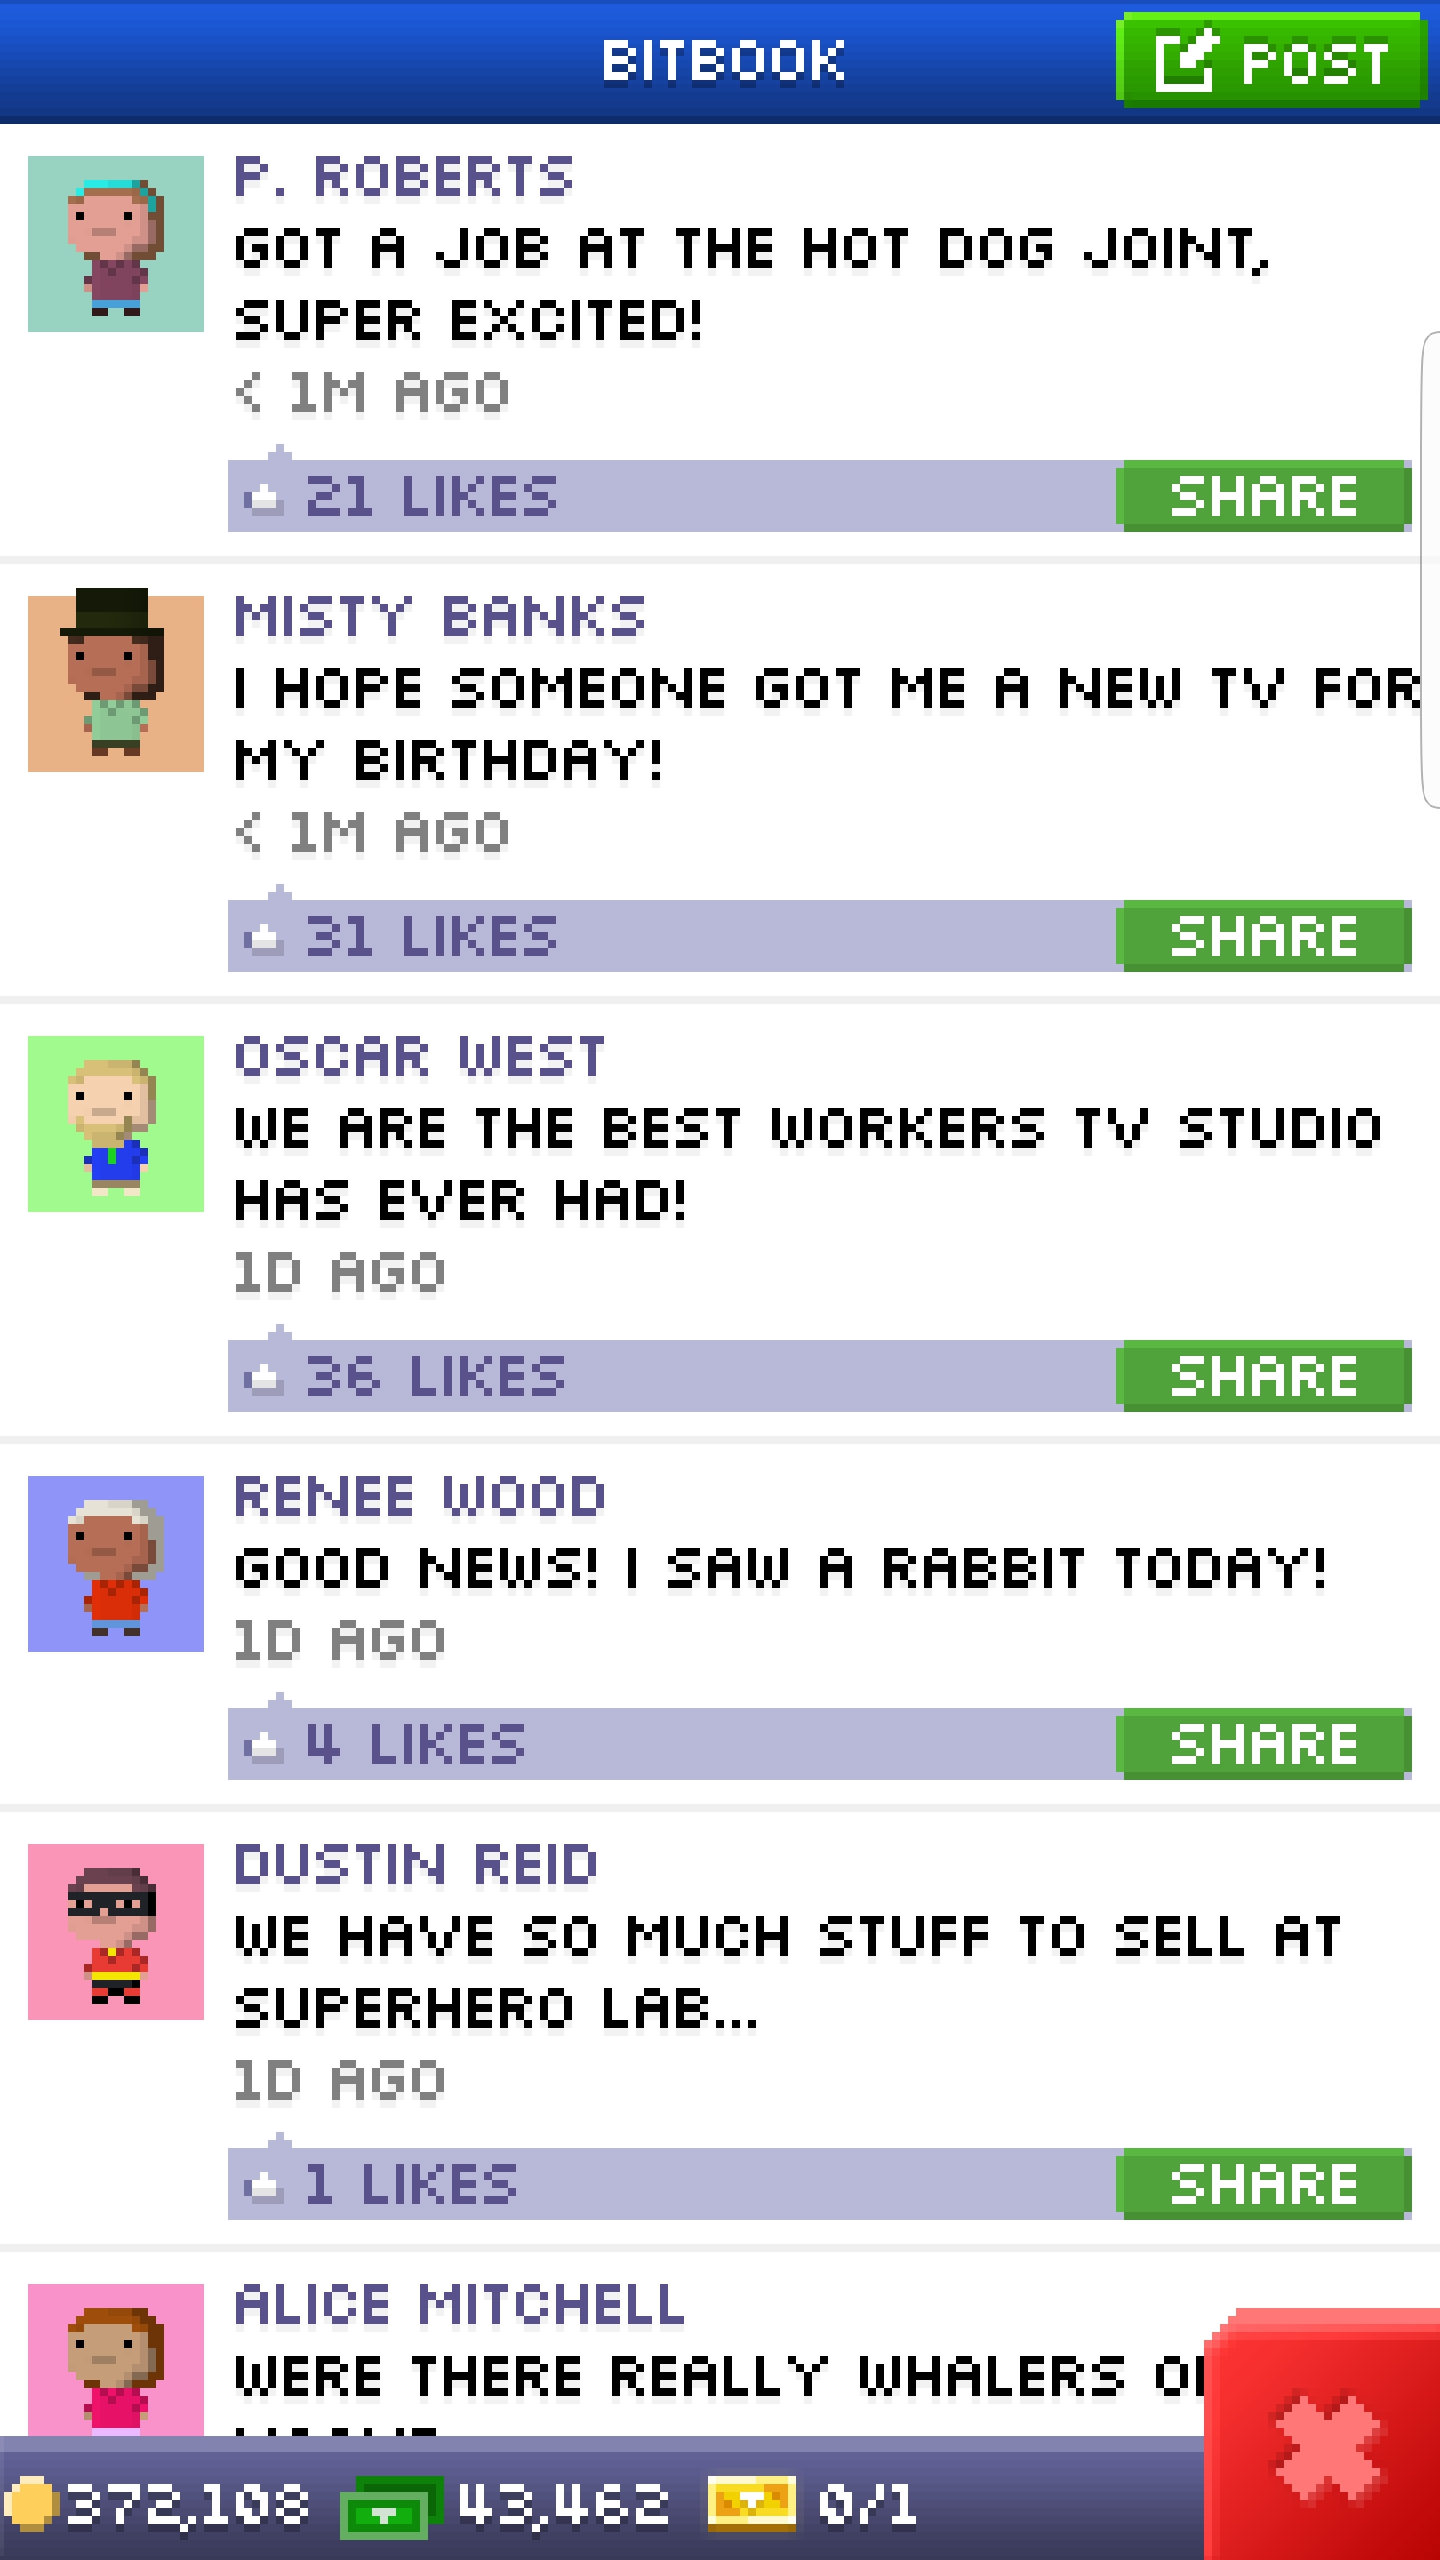 BITBOOK
POST
P. ROBERTS
GOT A JOB AT THE HOT DOG JOINT,
SUPER EXCITED!
< 1M AGO
21 LIKES
SHARE
MISTY BANKS
I HOPE SOMEONE GOT ME A NEW TV FOR
MY BIRTHDAY!
< 1M AGO
31 LIKES
SHARE
OSCAR WEST
WE ARE THE BEST WORKERS TV STUDIO
HAS EVER HAD!
1D AGO
36 LIKES
SHARE
RENEE WOOD
GOOD NEWS! I SAW A RABBIT TODAY!
1D AGO
4 LIKES
SHARE
DUSTIN REID
WE HAVE SO MUCH STUFF TO SELL AT
SUPERHERO LAB...
1D AGO
1 LIKES
SHARE
ALICE MITCHELL
WERE THERE REALLY WHALERS
372,108 43,462 0/1